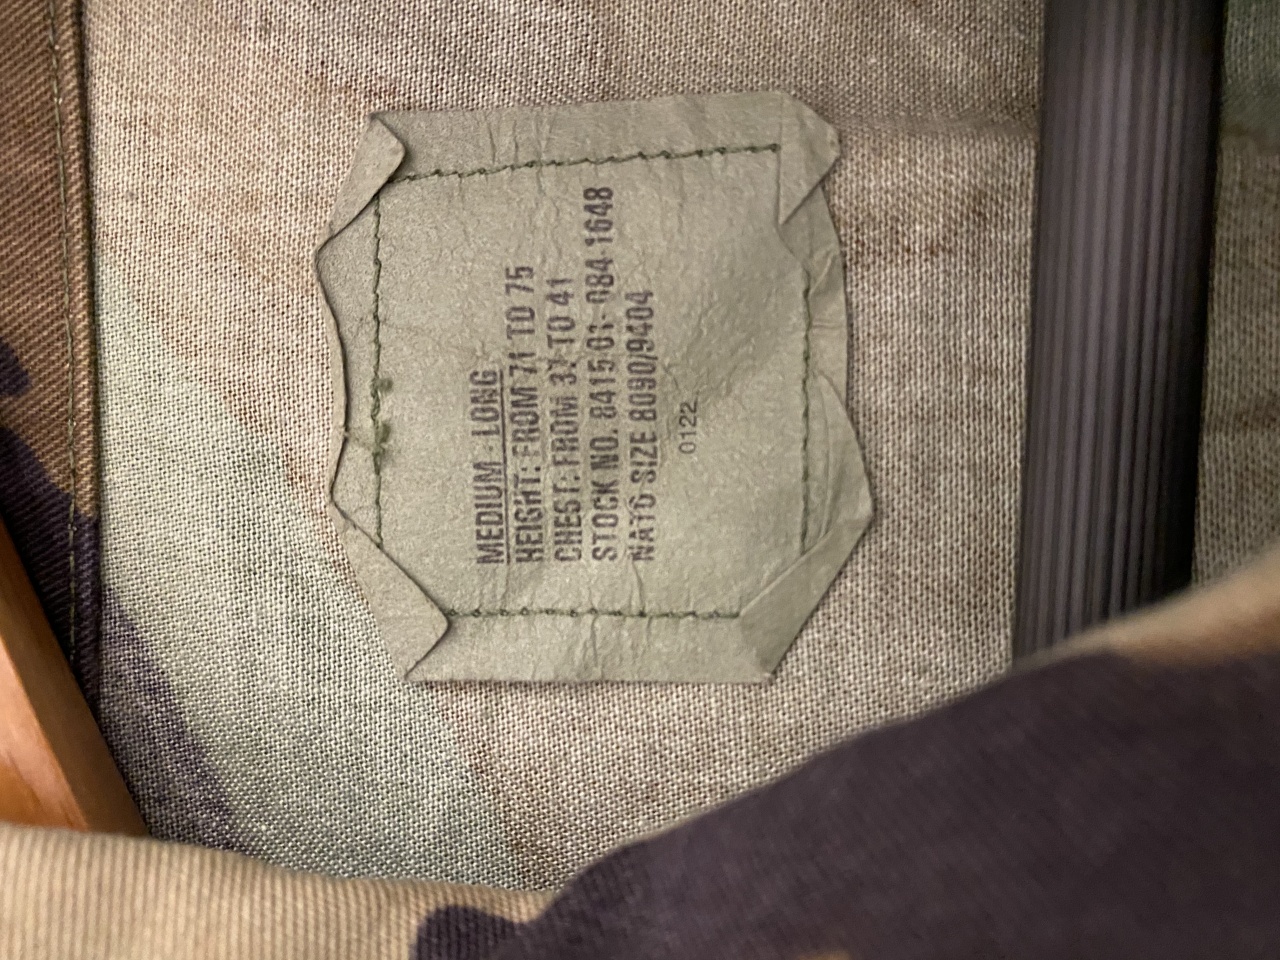 MEDIUM - LONG
HEIGHT: FROM 71 TO 75
CHEST: FROM 37 TO 41
STOCK NO. 8415-01-084-1648
NATO SIZE 8090/9404
0122